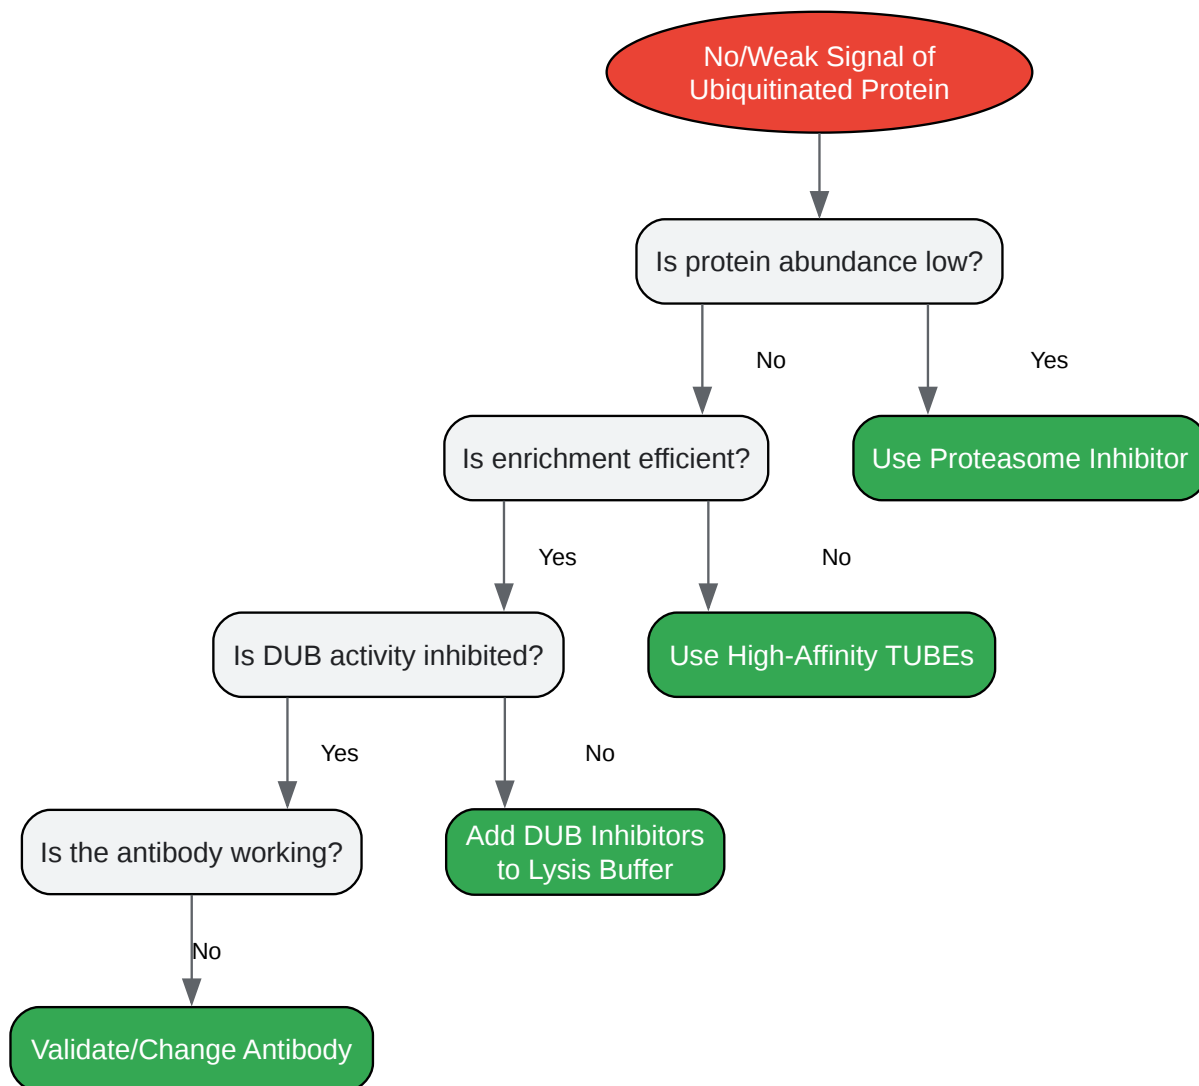 No/Weak Signal of
Ubiquitinated Protein
Is protein abundance low?
No
Yes
Is enrichment efficient?
Use Proteasome Inhibitor
Yes
No
Is DUB activity inhibited?
Use High-Affinity TUBEs
Yes
No
Is the antibody working?
Add DUB Inhibitors
to Lysis Buffer
No
Validate/Change Antibody